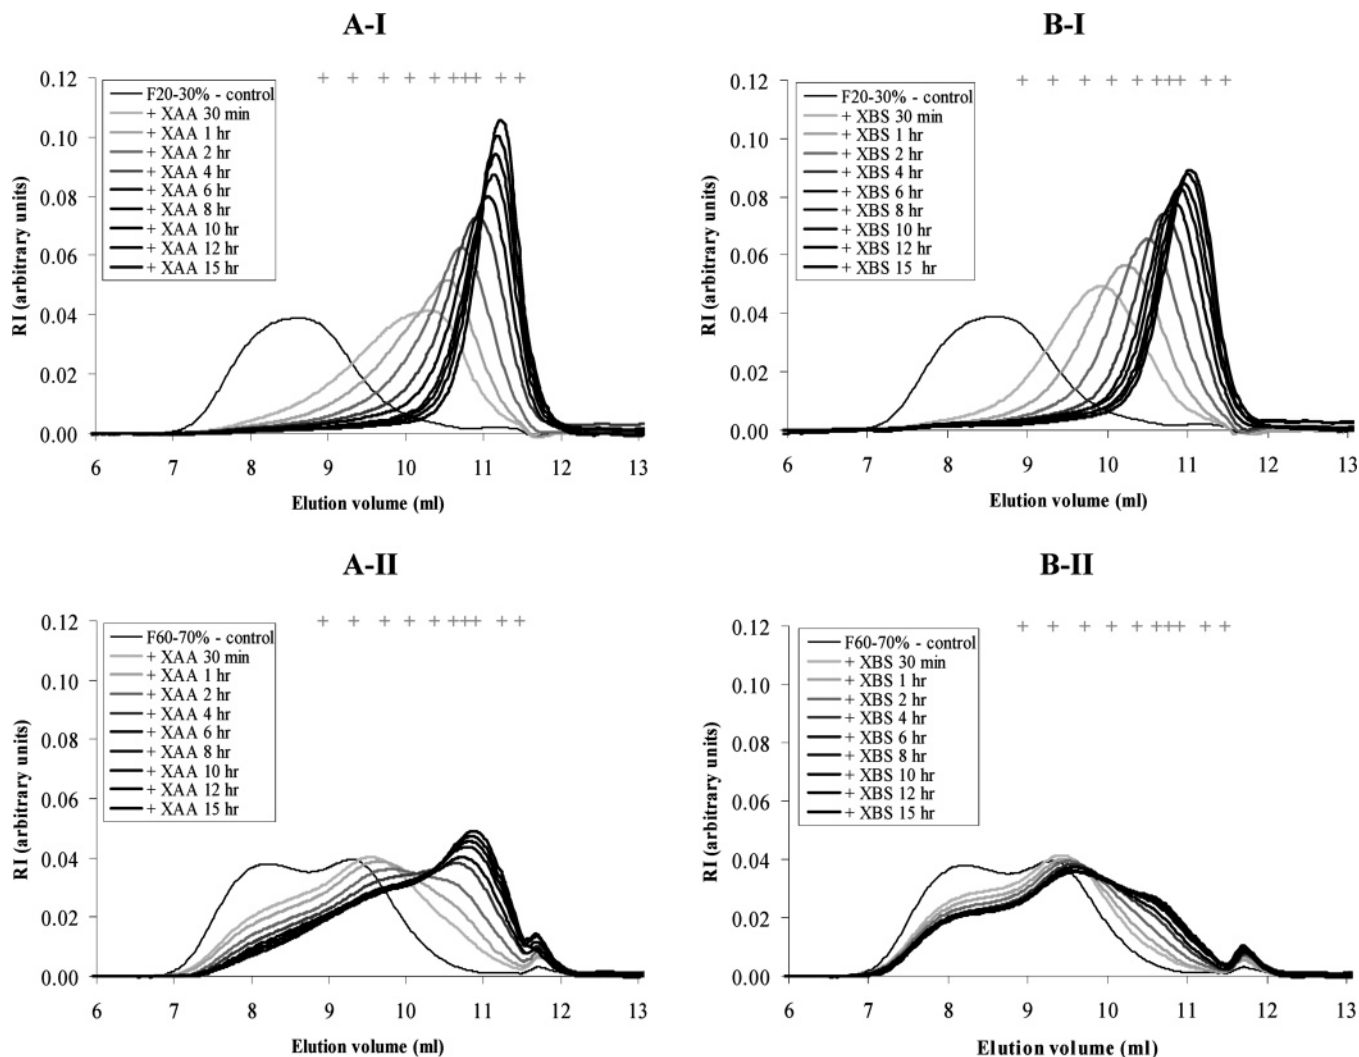 A-I
0.12
0.10
0.08
0.06
0.04
0.02
0.00
RI (arbitrary units)
F20-30% - control
+ XAA 30 min
+ XAA 1 hr
+ XAA 2 hr
+ XAA 4 hr
+ XAA 6 hr
+ XAA 8 hr
+ XAA 10 hr
+ XAA 12 hr
+ XAA 15 hr
6 7 8 9 10 11 12 13
Elution volume (ml)
B-I
0.12
0.10
0.08
0.06
0.04
0.02
0.00
RI (arbitrary units)
F20-30% - control
+ XBS 30 min
+ XBS 1 hr
+ XBS 2 hr
+ XBS 4 hr
+ XBS 6 hr
+ XBS 8 hr
+ XBS 10 hr
+ XBS 12 hr
+ XBS 15 hr
6 7 8 9 10 11 12 13
Elution volume (ml)
A-II
0.12
0.10
0.08
0.06
0.04
0.02
0.00
RI (arbitrary units)
F60-70% - control
+ XAA 30 min
+ XAA 1 hr
+ XAA 2 hr
+ XAA 4 hr
+ XAA 6 hr
+ XAA 8 hr
+ XAA 10 hr
+ XAA 12 hr
+ XAA 15 hr
6 7 8 9 10 11 12 13
Elution volume (ml)
B-II
0.12
0.10
0.08
0.06
0.04
0.02
0.00
RI (arbitrary units)
F60-70% - control
+ XBS 30 min
+ XBS 1 hr
+ XBS 2 hr
+ XBS 4 hr
+ XBS 6 hr
+ XBS 8 hr
+ XBS 10 hr
+ XBS 12 hr
+ XBS 15 hr
6 7 8 9 10 11 12 13
Elution volume (ml)